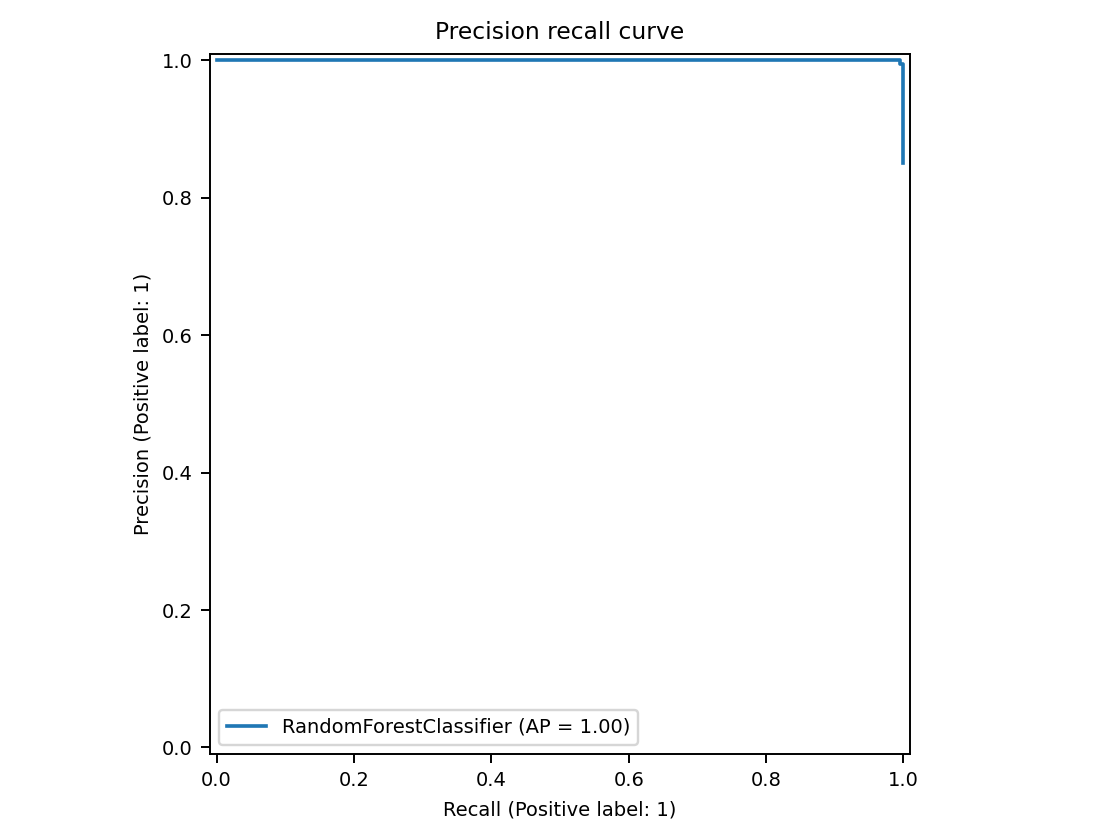 Precision recall curve
1.0
0.8
0.6
0.4
0.2
0.0
Precision (Positive label: 1)
RandomForestClassifier (AP = 1.00)
0.0 0.2 0.4 0.6 0.8 1.0
Recall (Positive label: 1)